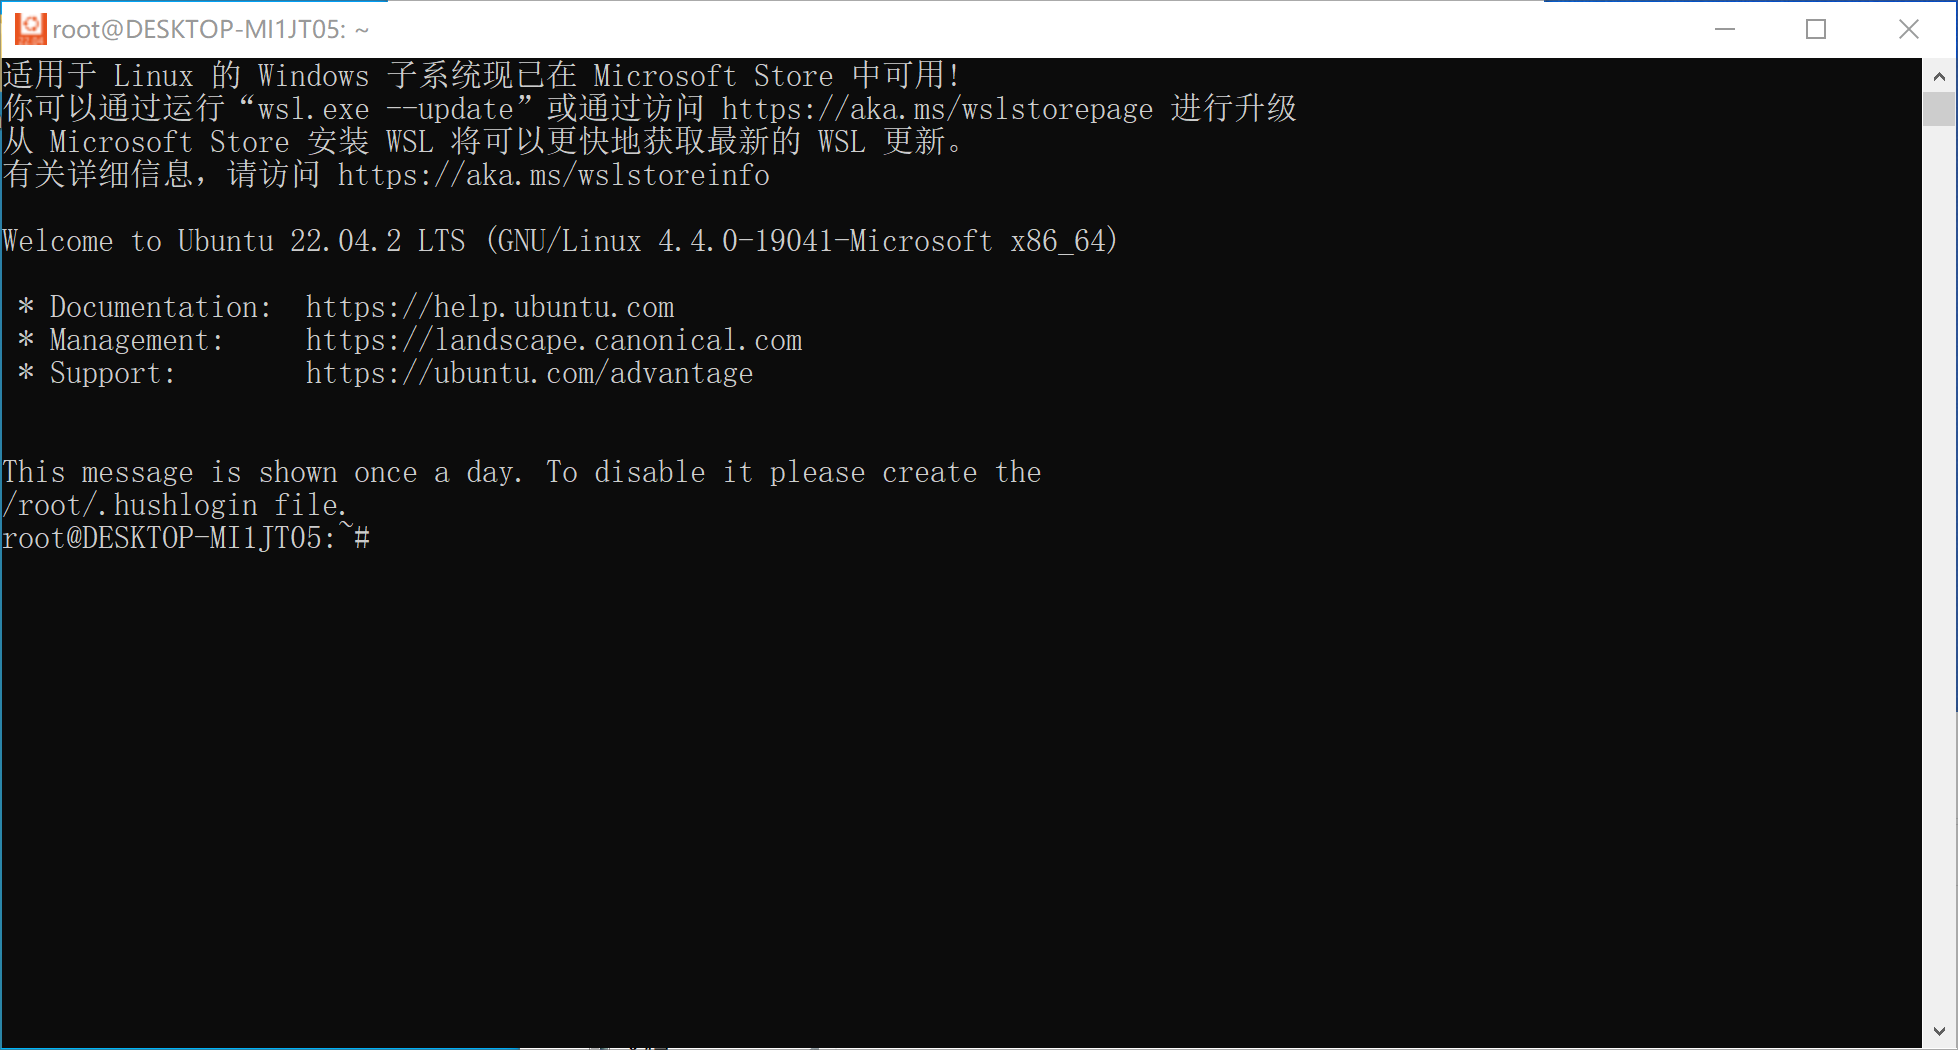 root@DESKTOP-MI1JT05: ~
适用于 Linux 的 Windows 子系统现已在 Microsoft Store 中可用!
你可以通过运行“wsl.exe --update”或通过访问 https://aka.ms/wslstorepage 进行升级
从 Microsoft Store 安装 WSL 将可以更快地获取最新的 WSL 更新。
有关详细信息，请访问 https://aka.ms/wslstoreinfo
Welcome to Ubuntu 22.04.2 LTS (GNU/Linux 4.4.0-19041-Microsoft x86_64)
* Documentation:  https://help.ubuntu.com
* Management:     https://landscape.canonical.com
* Support:        https://ubuntu.com/advantage
This message is shown once a day. To disable it please create the
/root/.hushlogin file.
root@DESKTOP-MI1JT05:~#